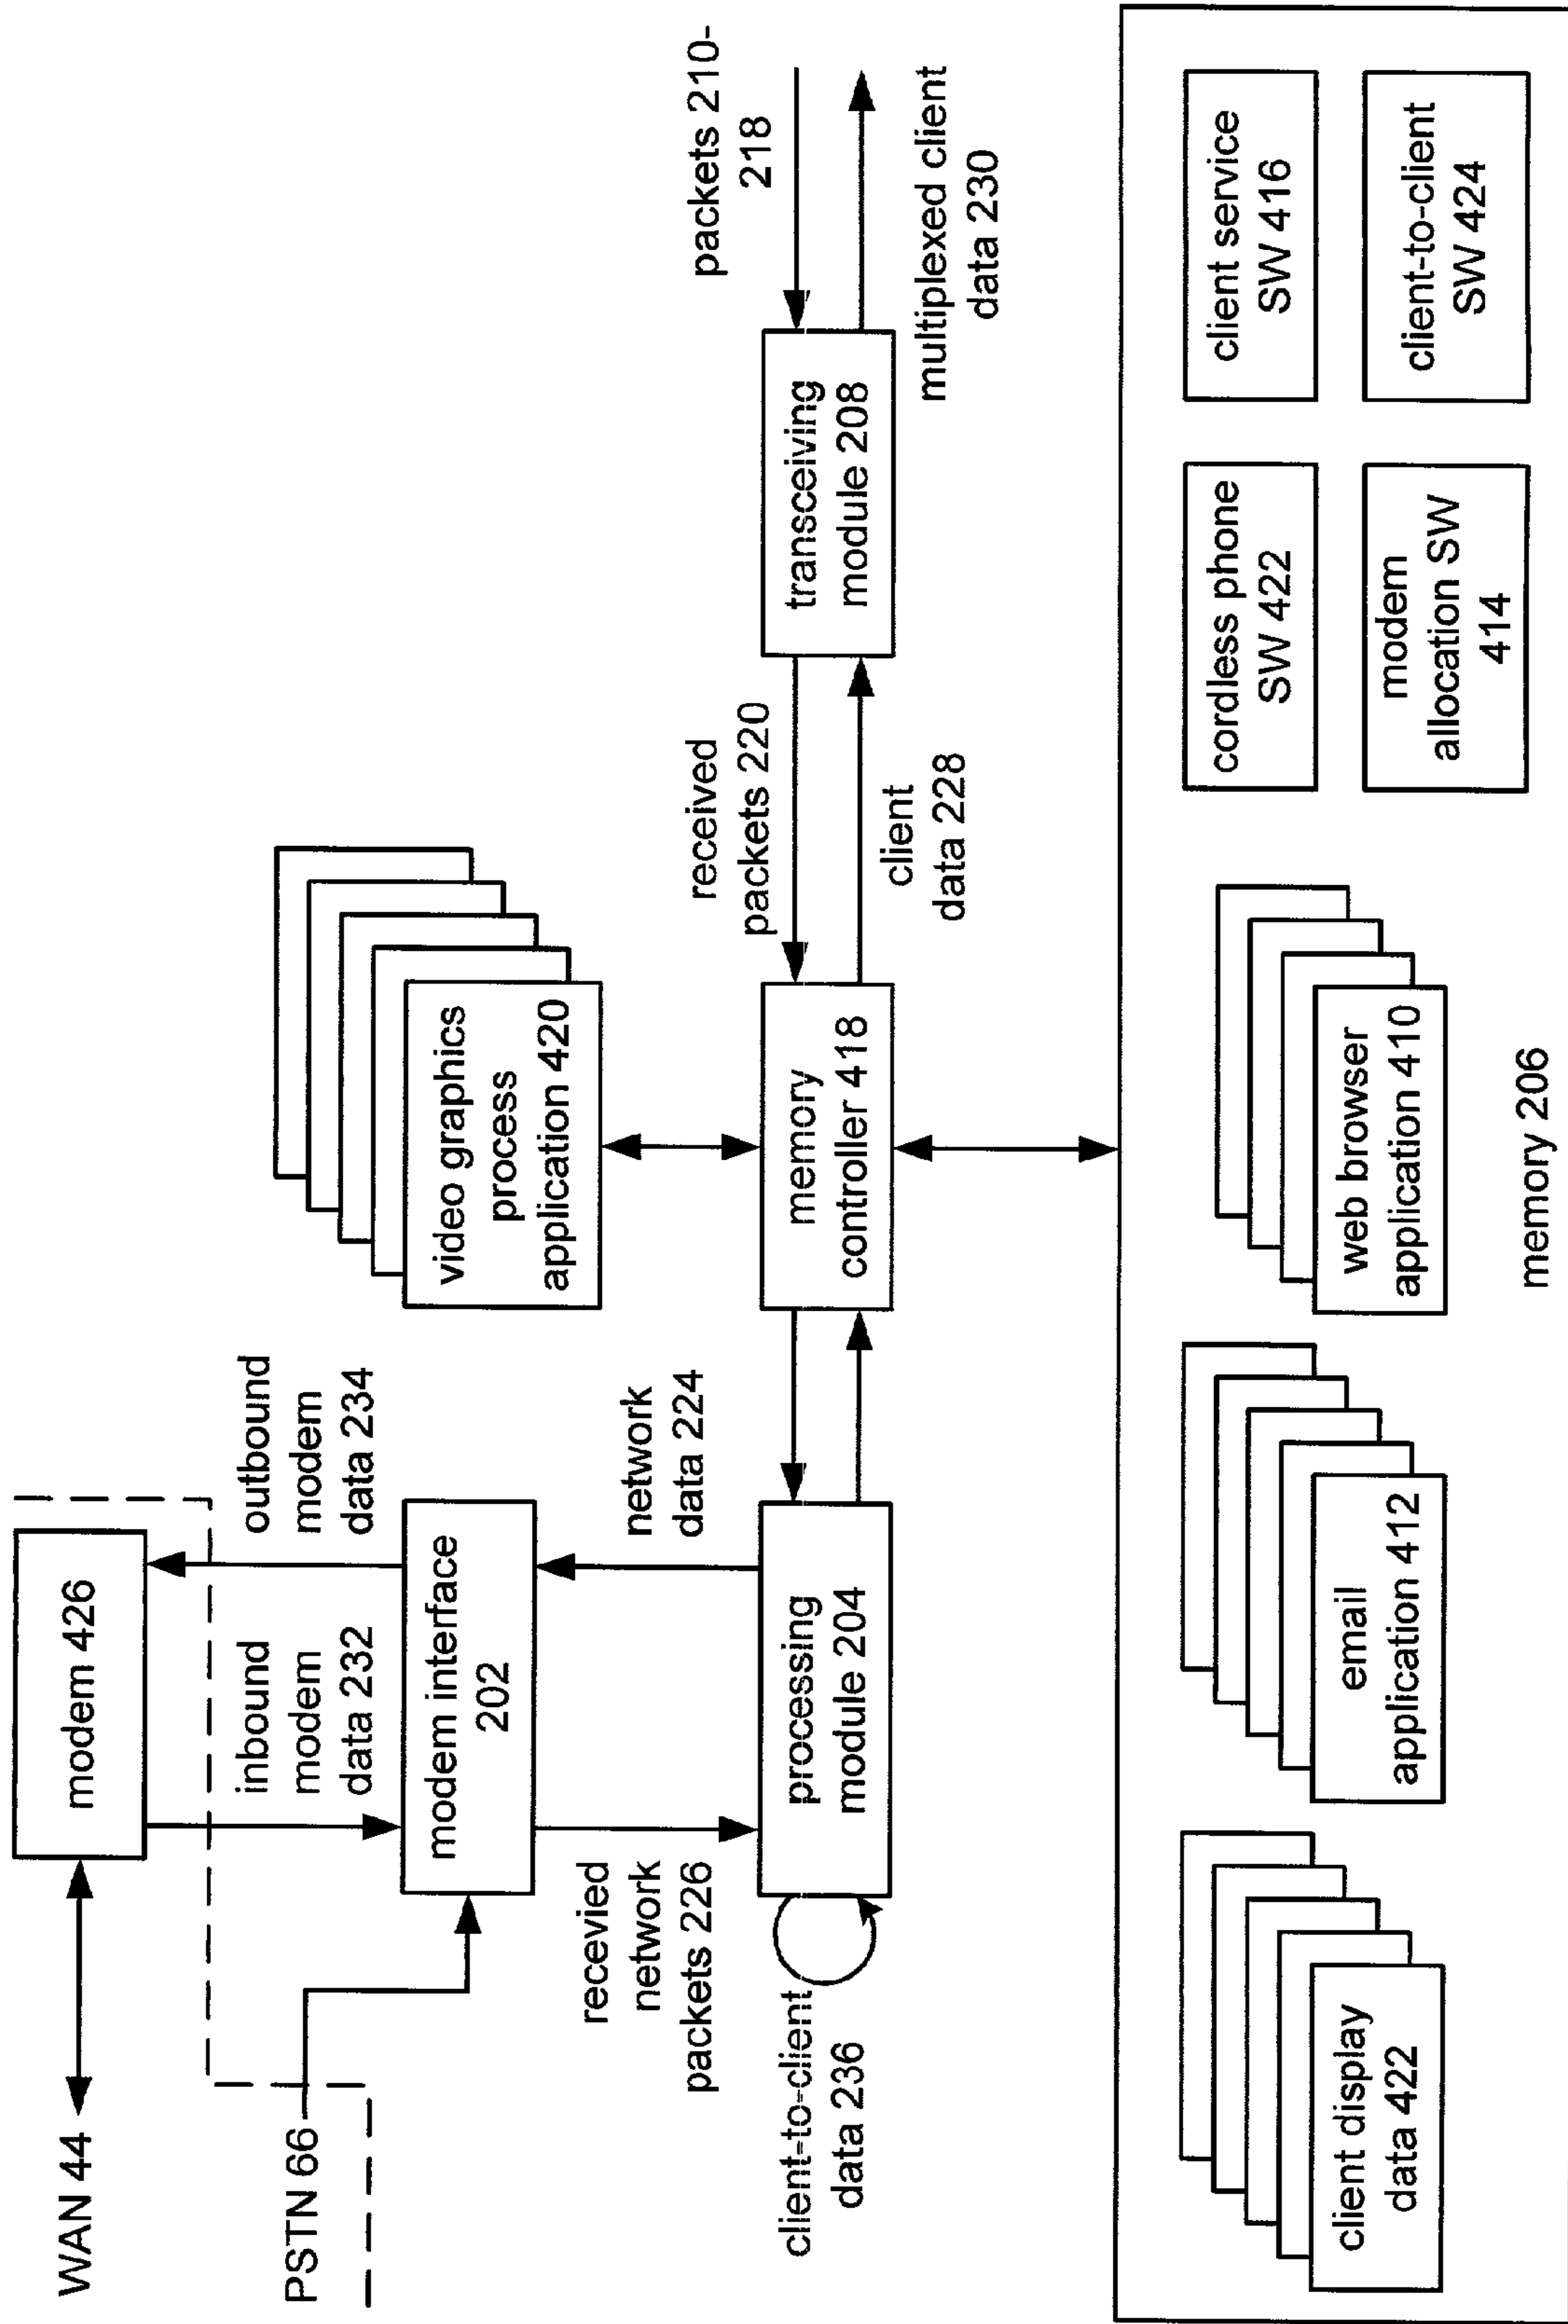 WAN 44
modem 426
PSTN 66
inbound
modem
data 232
outbound
modem
data 234
modem interface
202
recevied
network
packets 226
network
data 224
client-to-client
data 236
processing
module 204
video graphics
process
application 420
memory
controller 418
received
packets 220
client
data 228
transceiving
module 208
packets 210-
218
multiplexed client
data 230
client display
data 422
email
application 412
web browser
application 410
cordless phone
SW 422
client service
SW 416
modem
allocation SW
414
client-to-client
SW 424
memory 206